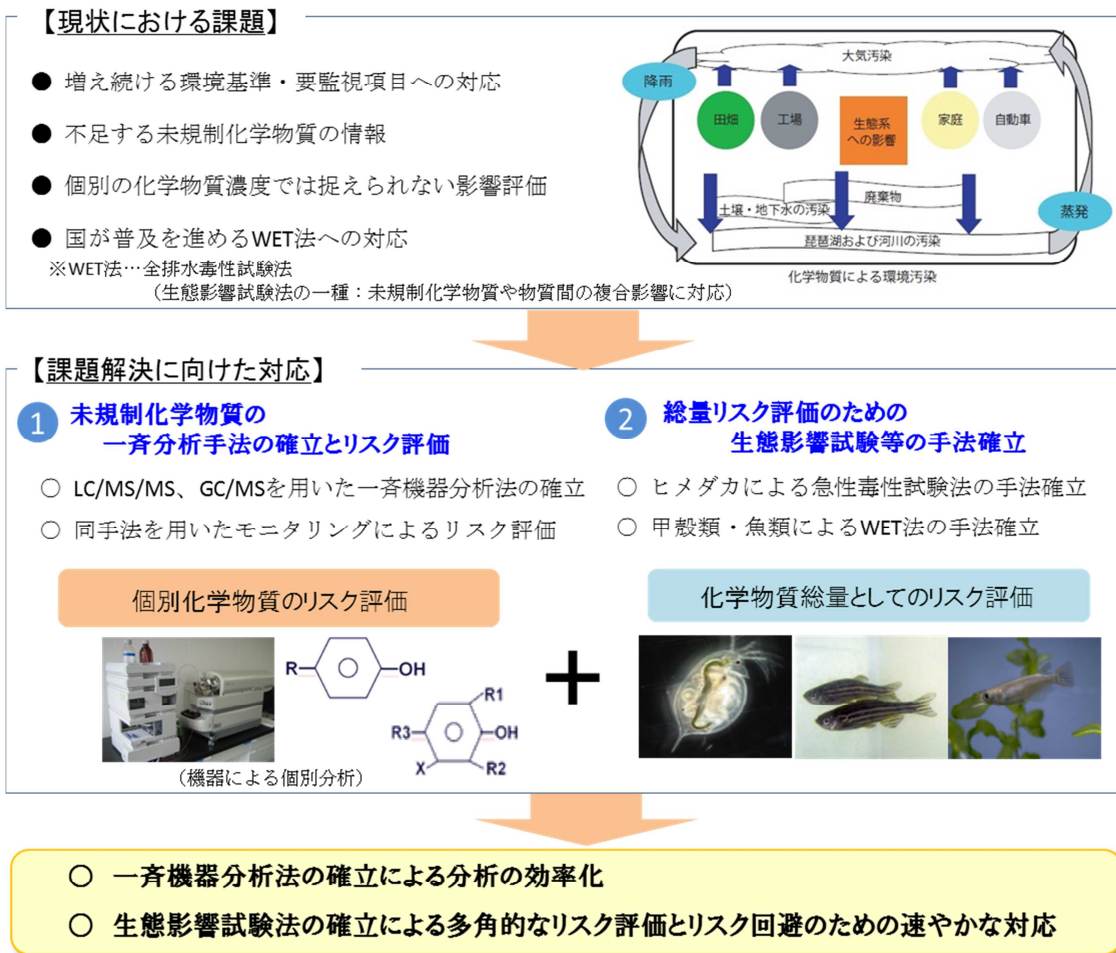 【現状における課題】
● 増え続ける環境基準・要監視項目への対応
● 不足する未規制化学物質の情報
● 個別の化学物質濃度では捉えられない影響評価
● 国が普及を進めるWET法への対応
※WET法…全排水毒性試験法
（生態影響試験法の一種：未規制化学物質や物質間の複合影響に対応）
大気汚染
降雨
田畑
工場
生態系
への影響
家庭
自動車
廃棄物
土壌・地下水の汚染
蒸発
琵琶湖および河川の汚染
化学物質による環境汚染
【課題解決に向けた対応】
1 未規制化学物質の
一斉分析手法の確立とリスク評価
○ LC/MS/MS、GC/MSを用いた一斉機器分析法の確立
○ 同手法を用いたモニタリングによるリスク評価
個別化学物質のリスク評価
R
OH
R1
R3
OH
X
R2
（機器による個別分析）
+
2 総量リスク評価のための
生態影響試験等の手法確立
○ ヒメダカによる急性毒性試験法の手法確立
○ 甲殻類・魚類によるWET法の手法確立
化学物質総量としてのリスク評価
○ 一斉機器分析法の確立による分析の効率化
○ 生態影響試験法の確立による多角的なリスク評価とリスク回避のための速やかな対応